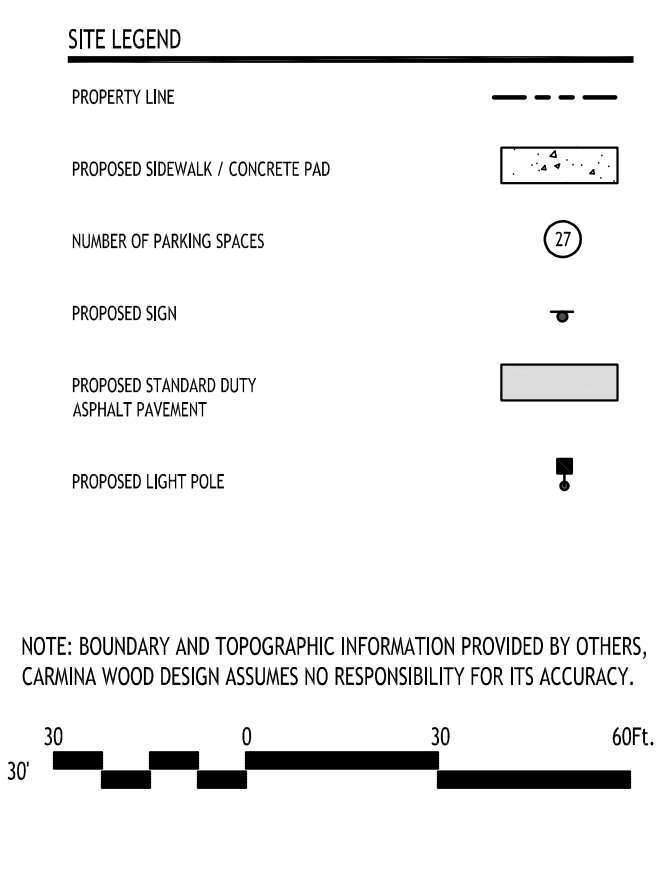 SITE LEGEND
PROPERTY LINE
PROPOSED SIDEWALK / CONCRETE PAD
NUMBER OF PARKING SPACES 27
PROPOSED SIGN
PROPOSED STANDARD DUTY
ASPHALT PAVEMENT
PROPOSED LIGHT POLE
NOTE: BOUNDARY AND TOPOGRAPHIC INFORMATION PROVIDED BY OTHERS,
CARMINA WOOD DESIGN ASSUMES NO RESPONSIBILITY FOR ITS ACCURACY.
30 0 30 60Ft.
30'